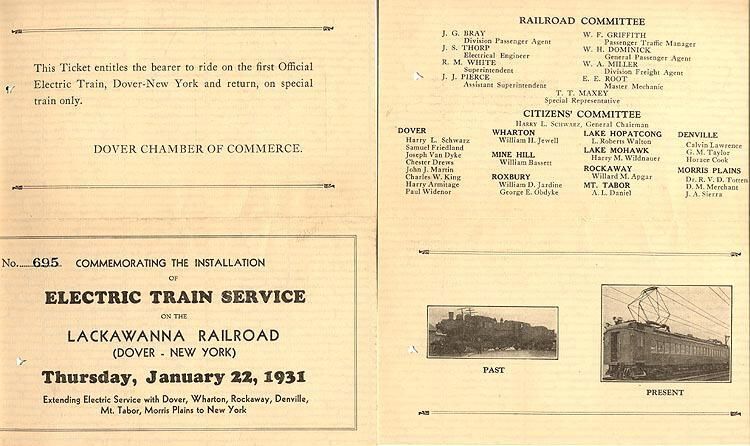 This Ticket entitles the bearer to ride on the first Official
Electric Train, Dover-New York and return, on special
train only.
DOVER CHAMBER OF COMMERCE.
No. 695 COMMEMORATING THE INSTALLATION
OF
ELECTRIC TRAIN SERVICE
ON THE
LACKAWANNA RAILROAD
(DOVER - NEW YORK)
Thursday, January 22, 1931
Extending Electric Service with Dover, Wharton, Rockaway, Denville,
Mt. Tabor, Morris Plains to New York
RAILROAD COMMITTEE
J. G. BRAY
Division Passenger Agent
J. S. THORP
Electrical Engineer
R. M. WHITE
Superintendent
J. J. PIERCE
Assistant Superintendent
W. F. GRIFFITH
Passenger Traffic Manager
W. H. DOMINICK
General Passenger Agent
W. A. MILLER
Division Freight Agent
E. E. ROOT
Master Mechanic
T. T. MAXEY
Special Representative
CITIZENS' COMMITTEE
HARRY L. SCHWARZ, General Chairman
DOVER
Harry L. Schwarz
Samuel Friedland
Joseph Van Dyke
Chester Drews
John J. Martin
Charles W. King
Harry Armitage
Paul Widenor
WHARTON
William H. Jewell
MINE HILL
William Bassett
ROXBURY
William D. Jardine
George E. Obdyke
LAKE HOPATCONG
L. Roberts Walton
LAKE MOHAWK
Harry M. Wildnauer
ROCKAWAY
Willard M. Apgar
MT. TABOR
A. L. Daniel
DENVILLE
Calvin Lawrence
G. M. Taylor
Horace Cook
MORRIS PLAINS
Dr. R. V. D. Totten
D. M. Merchant
J. A. Sierra
PAST
PRESENT